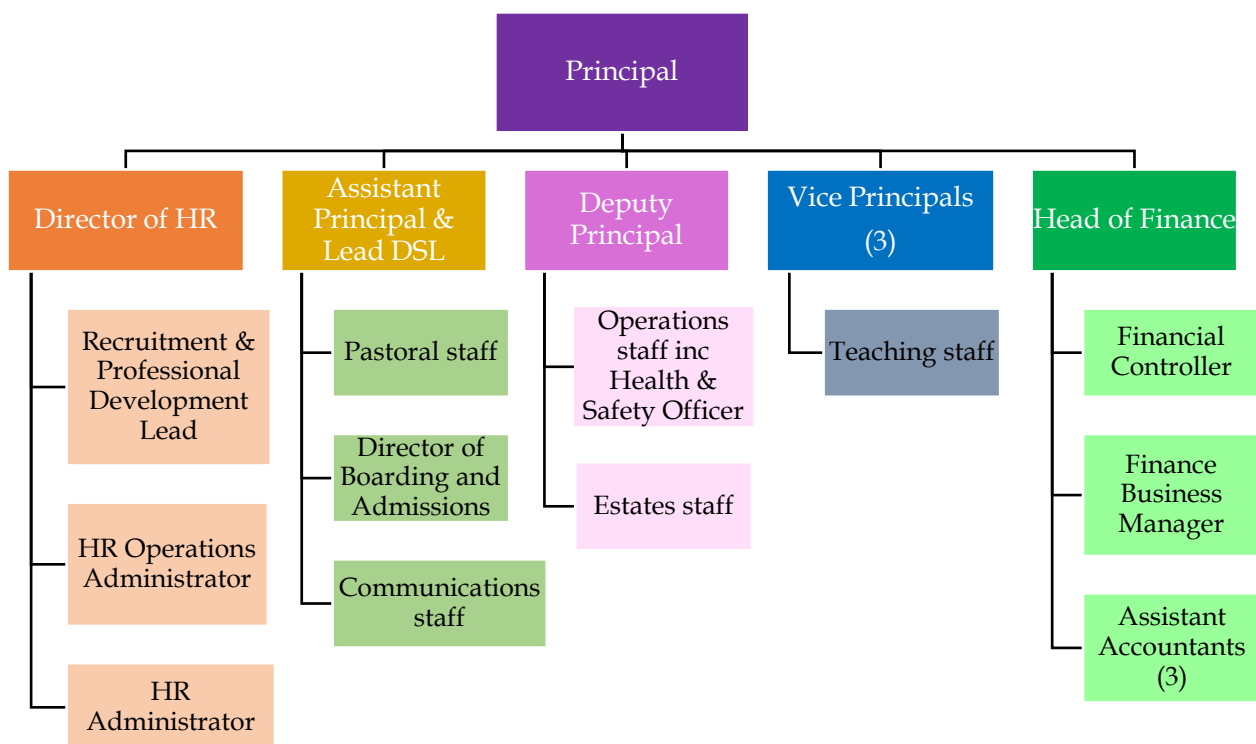 Principal
Director of HR
Assistant
Principal &
Lead DSL
Deputy
Principal
Vice Principals
(3)
Head of Finance
Recruitment &
Professional
Development
Lead
HR Operations
Administrator
HR
Administrator
Pastoral staff
Director of
Boarding and
Admissions
Communications
staff
Operations
staff inc
Health &
Safety Officer
Estates staff
Teaching staff
Financial
Controller
Finance
Business
Manager
Assistant
Accountants
(3)